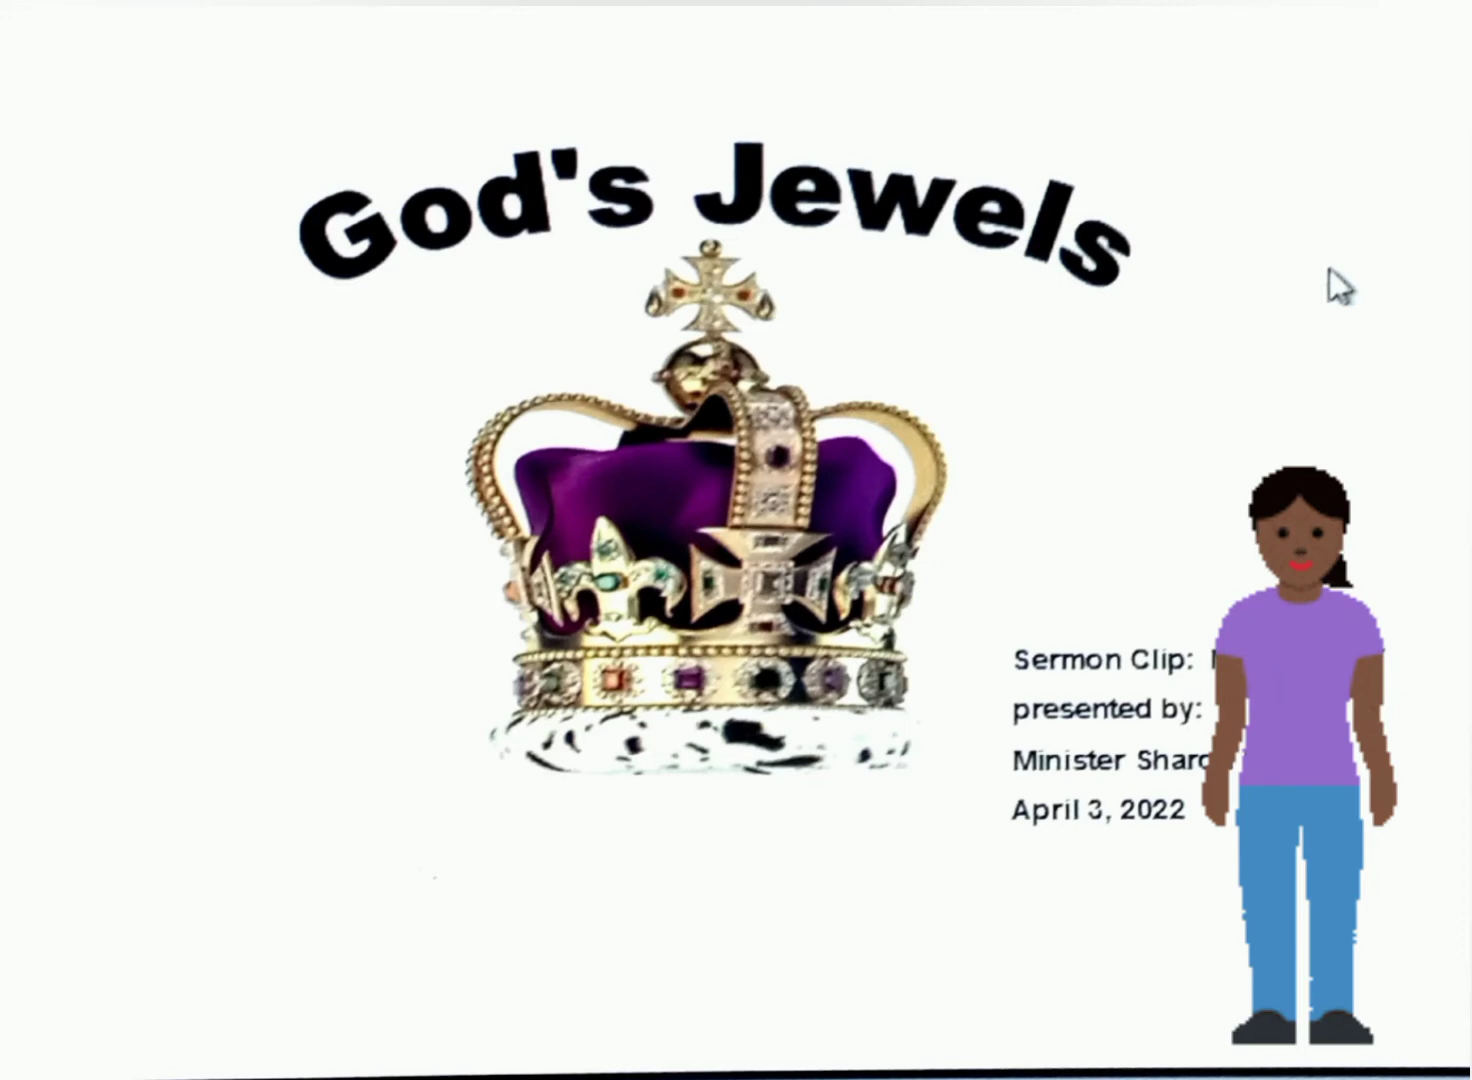 God's Jewels
Sermon Clip:
presented by:
Minister
April 3, 2022